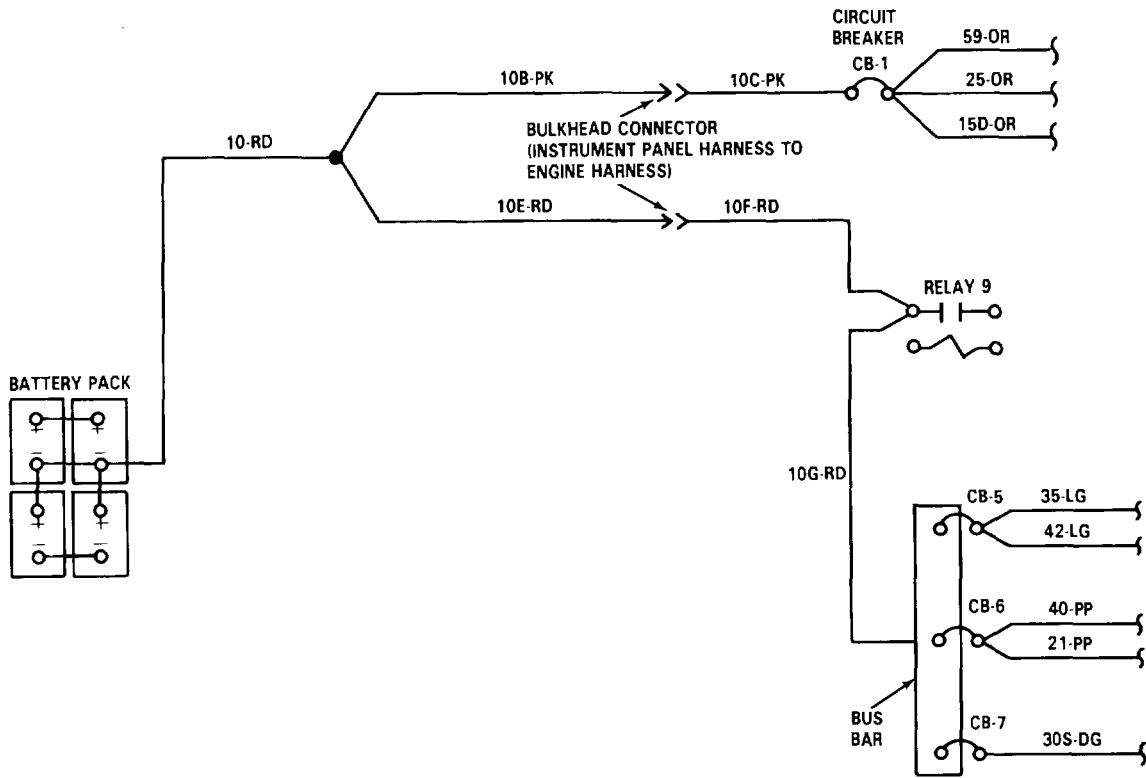 CIRCUIT
BREAKER
CB-1
59-OR
25-OR
15D-OR
10B-PK
10C-PK
10-RD
BULKHEAD CONNECTOR
(INSTRUMENT PANEL HARNESS TO
ENGINE HARNESS)
10E-RD
10F-RD
RELAY 9
BATTERY PACK
+ +
– –
+ +
– –
10G-RD
CB-5
35-LG
42-LG
CB-6
40-PP
21-PP
BUS
BAR
CB-7
30S-DG